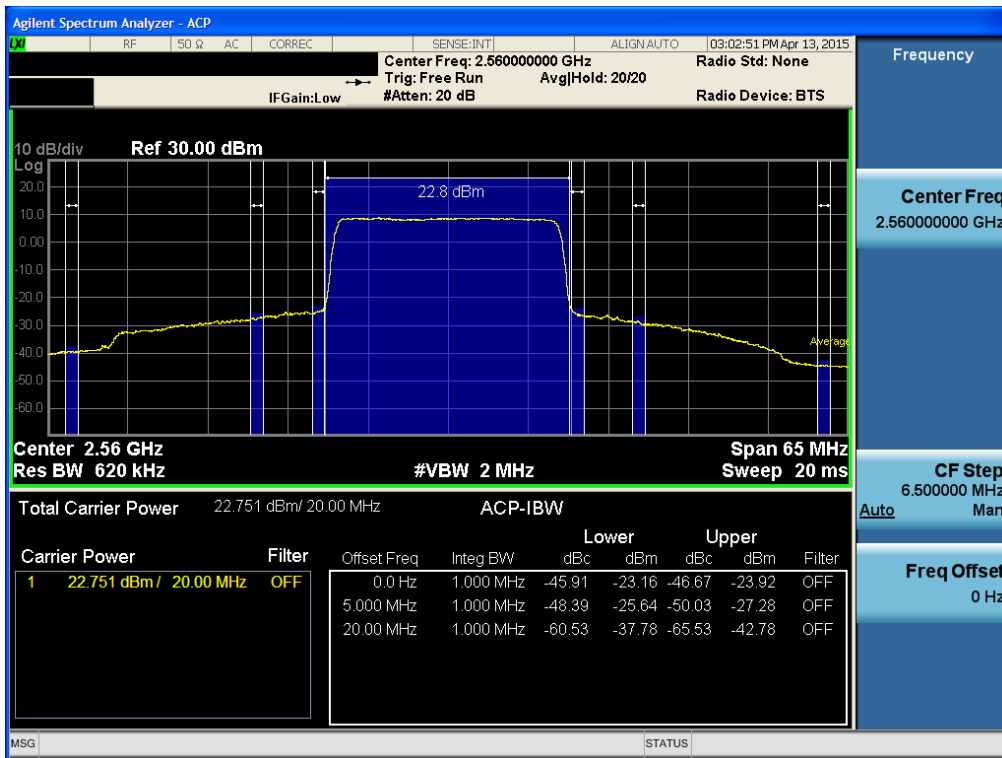 Agilent Spectrum Analyzer - ACP
LXI RF 50 Ω AC CORREC SENSE:INT ALIGN AUTO 03:02:51 PM Apr 13, 2015
Center Freq: 2.560000000 GHz Radio Std: None
Trig: Free Run Avg|Hold: 20/20
IFGain:Low #Atten: 20 dB Radio Device: BTS
10 dB/div Ref 30.00 dBm
Log
20.0
22.8 dBm
10.0
0.00
-10.0
-20.0
-30.0
Average
-40.0
-50.0
-60.0
Center 2.56 GHz Span 65 MHz
Res BW 620 kHz #VBW 2 MHz Sweep 20 ms
Total Carrier Power 22.751 dBm/ 20.00 MHz ACP-IBW
Lower Upper
Carrier Power Filter Offset Freq Integ BW dBc dBm dBc dBm Filter
1 22.751 dBm / 20.00 MHz OFF 0.0 Hz 1.000 MHz -45.91 -23.16 -46.67 -23.92 OFF
5.000 MHz 1.000 MHz -48.39 -25.64 -50.03 -27.28 OFF
20.00 MHz 1.000 MHz -60.53 -37.78 -65.53 -42.78 OFF
MSG STATUS
Frequency
Center Freq
2.560000000 GHz
CF Step
6.500000 MHz
Auto Man
Freq Offset
0 Hz